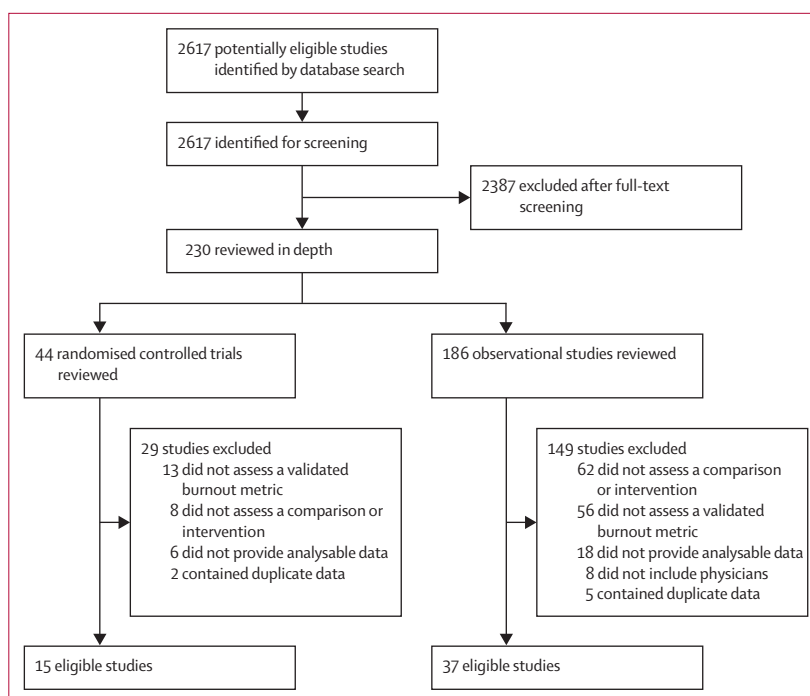 2617 potentially eligible studies
identified by database search
2617 identified for screening
2387 excluded after full-text
screening
230 reviewed in depth
44 randomised controlled trials
reviewed
186 observational studies reviewed
29 studies excluded
13 did not assess a validated
burnout metric
8 did not assess a comparison or
intervention
6 did not provide analysable data
2 contained duplicate data
149 studies excluded
62 did not assess a comparison
or intervention
56 did not assess a validated
burnout metric
18 did not provide analysable data
8 did not include physicians
5 contained duplicate data
15 eligible studies
37 eligible studies